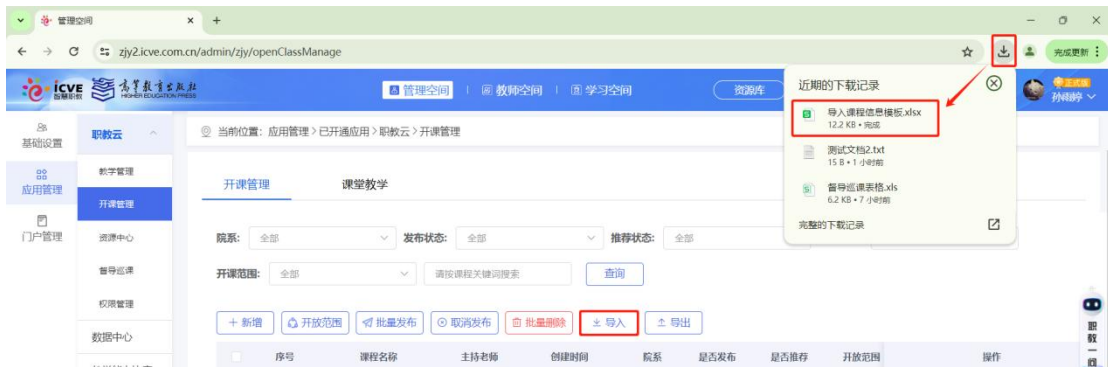 管理空间
zjy2.icve.com.cn/admin/zjy/openClassManage
完成更新
icve 智慧职教 高等教育出版社 HIGHER EDUCATION PRESS
管理空间 教师空间 学习空间 资源库
正式版
孙雨婷
近期的下载记录
导入课程信息模板.xlsx
12.2 KB • 完成
测试文档2.txt
15 B • 1 小时前
督导巡课表格.xls
6.2 KB • 7 小时前
完整的下载记录
基础设置
应用管理
门户管理
职教云
教学管理
开课管理
资源中心
督导巡课
权限管理
数据中心
当前位置：应用管理 > 已开通应用 > 职教云 > 开课管理
开课管理 课堂教学
院系： 全部 发布状态： 全部 推荐状态： 全部
开课范围： 全部 请按课程关键词搜索 查询
+ 新增 开放范围 批量发布 取消发布 批量删除 导入 导出
序号 课程名称 主持老师 创建时间 院系 是否发布 是否推荐 开放范围 操作
职
教
一
问